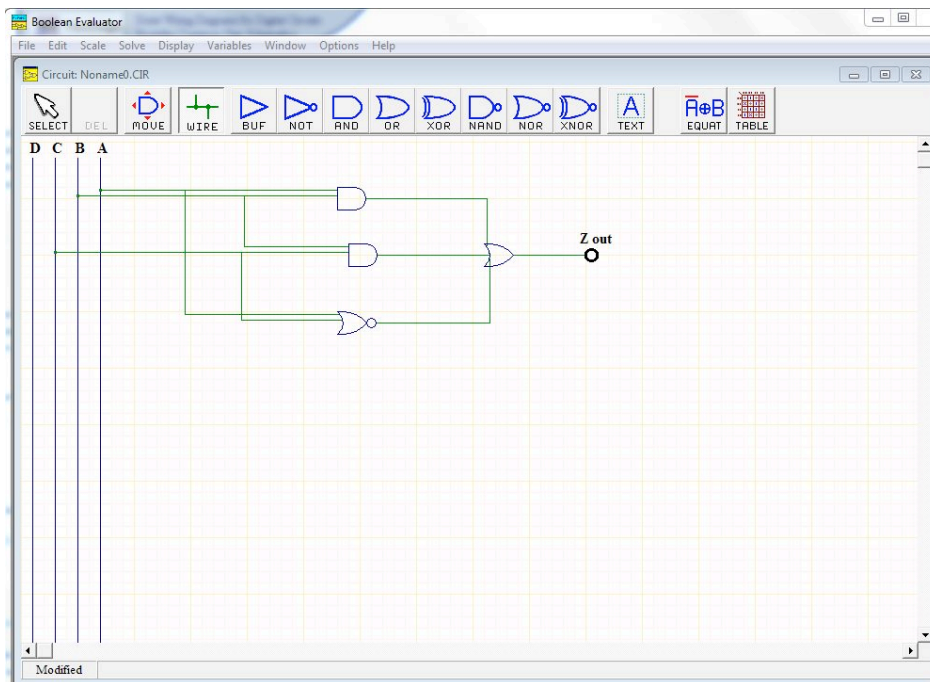 Boolean Evaluator
File Edit Scale Solve Display Variables Window Options Help
Circuit: Noname0.CIR
SELECT DEL MOVE WIRE BUF NOT AND OR XOR NAND NOR XNOR A TEXT A̅⊕B EQUAT TABLE
D C B A
Z out
Modified